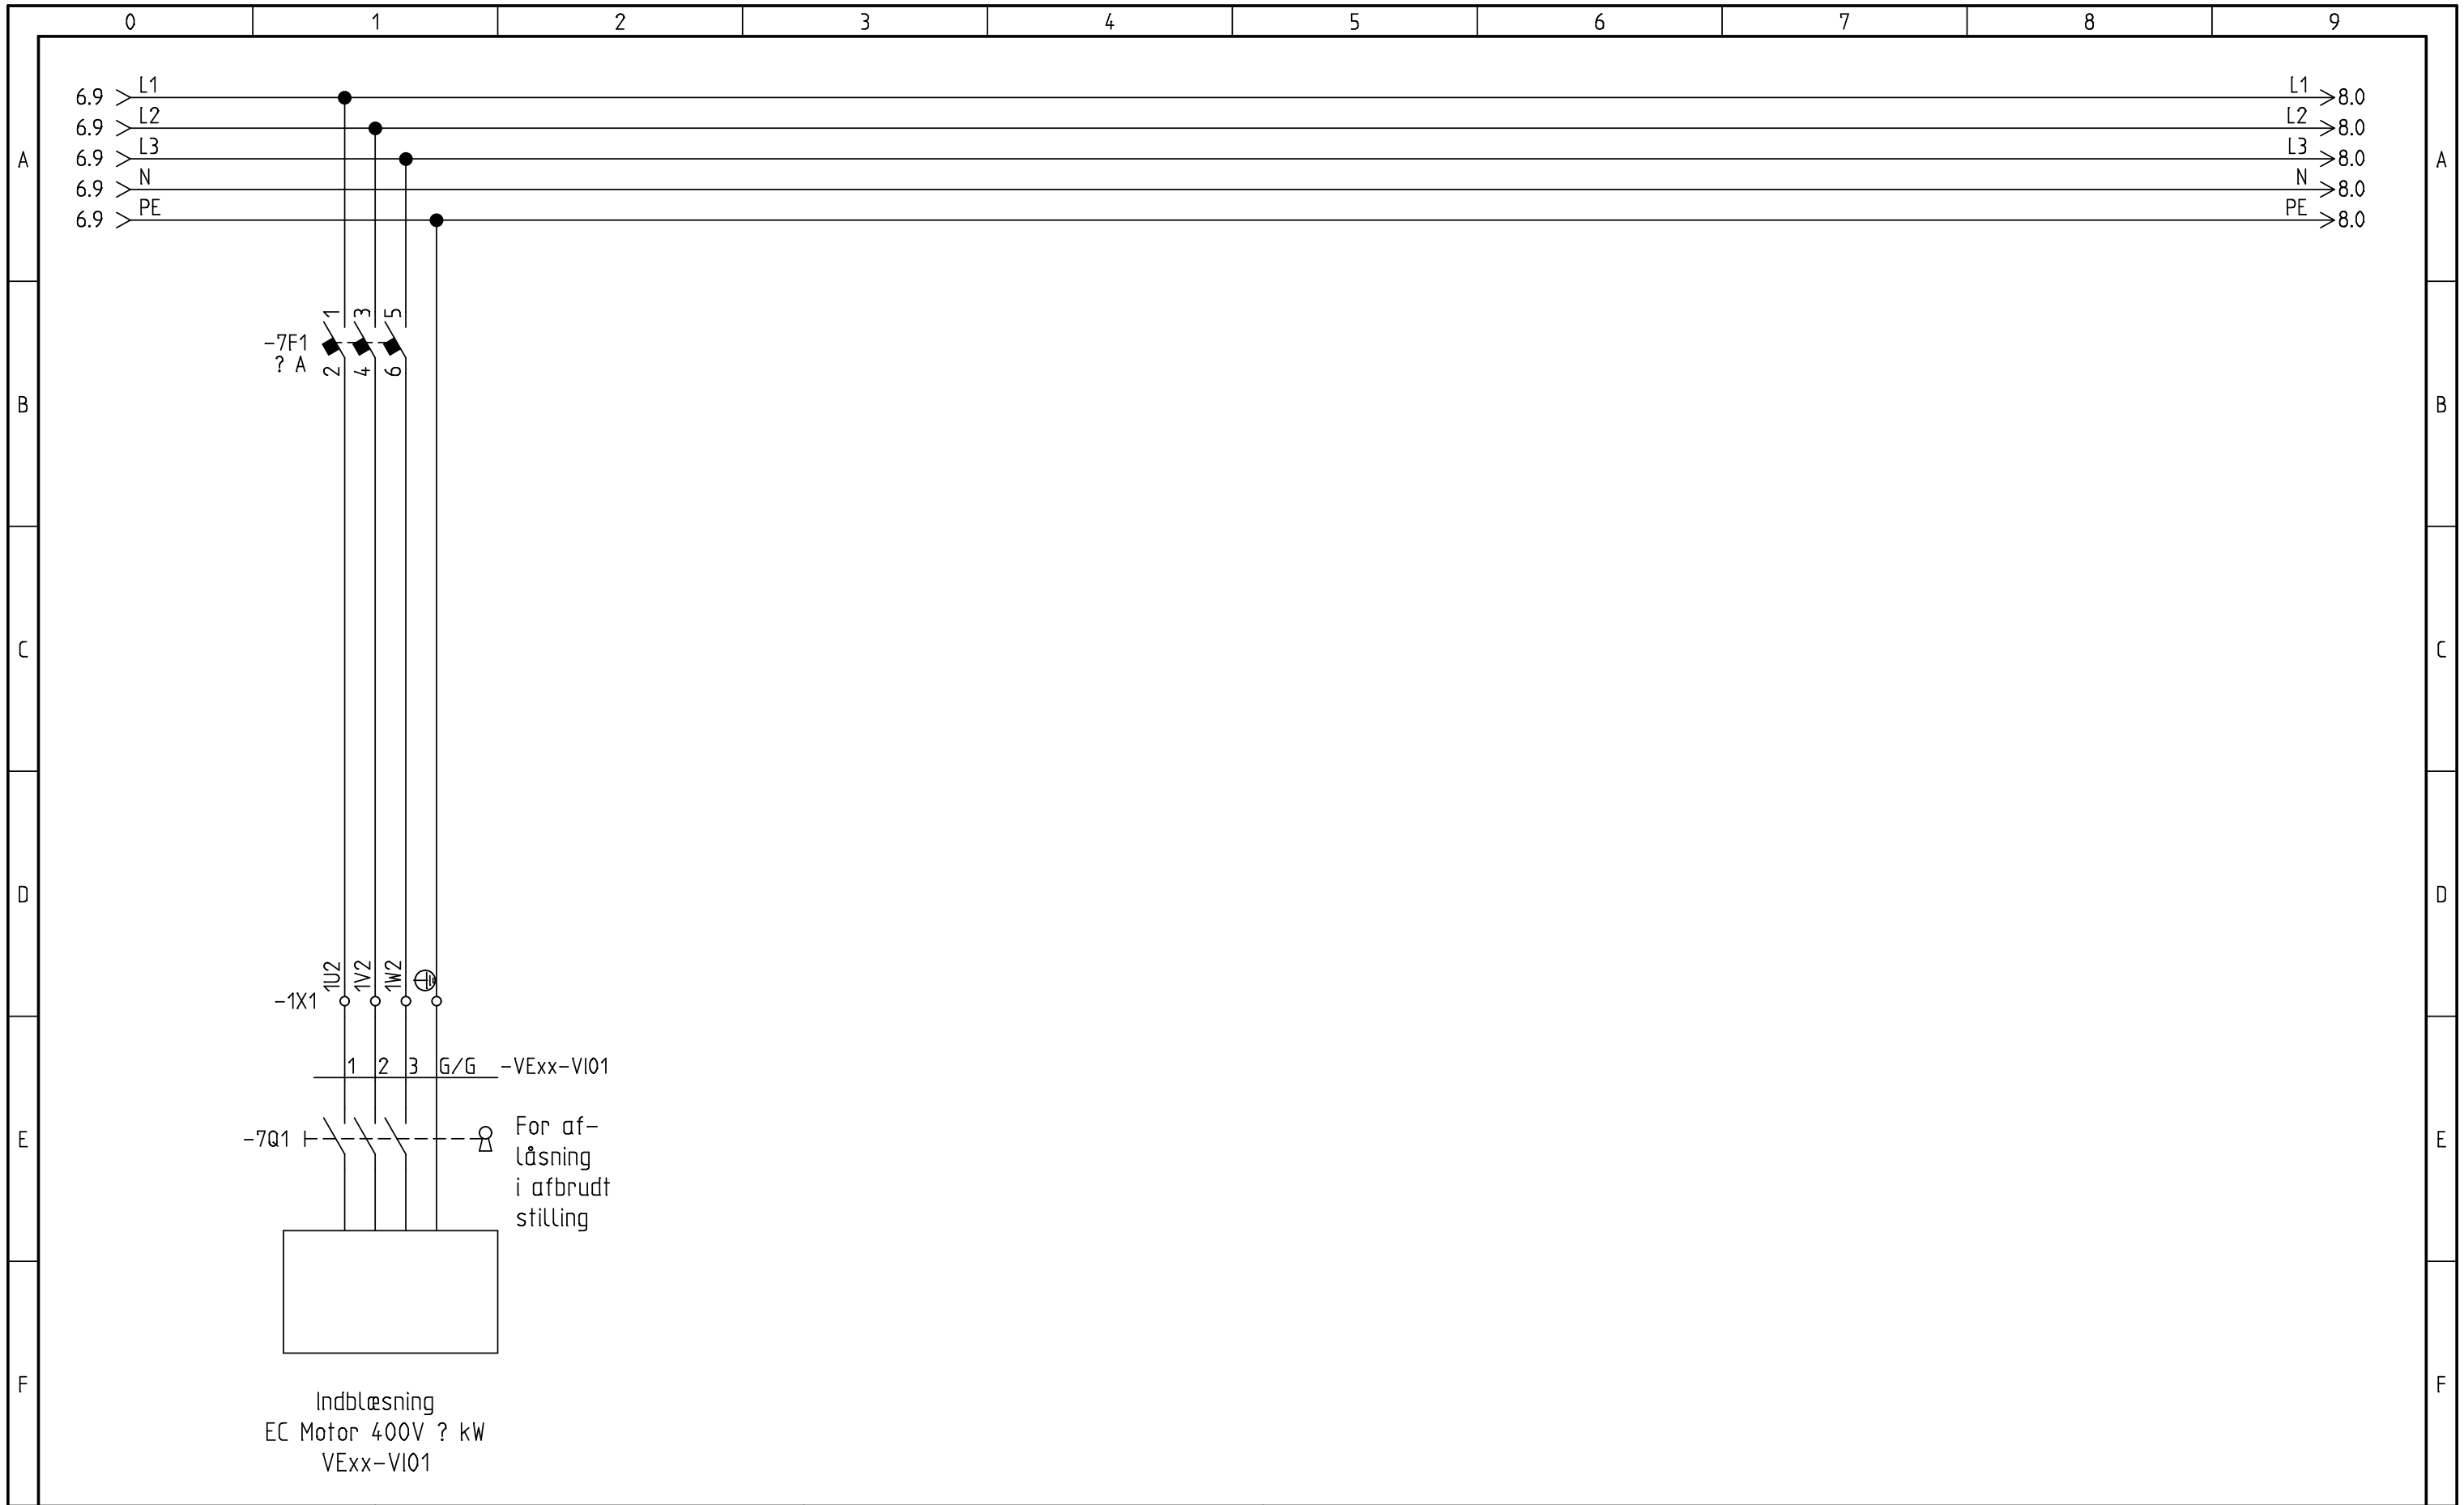 0 1 2 3 4 5 6 7 8 9
6.9 L1 L1 8.0
6.9 L2 L2 8.0
6.9 L3 L3 8.0
6.9 N N 8.0
6.9 PE PE 8.0
A A
1 3 5
-7F1
? A
2 4 6
B B
C C
D D
1U2 1V2 1W2
-1X1
1 2 3 G/G -VExx-VI01
-7Q1
For af-
låsning
i afbrudt
stilling
E E
Indblæsning
EC Motor 400V ? kW
VExx-VI01
F F